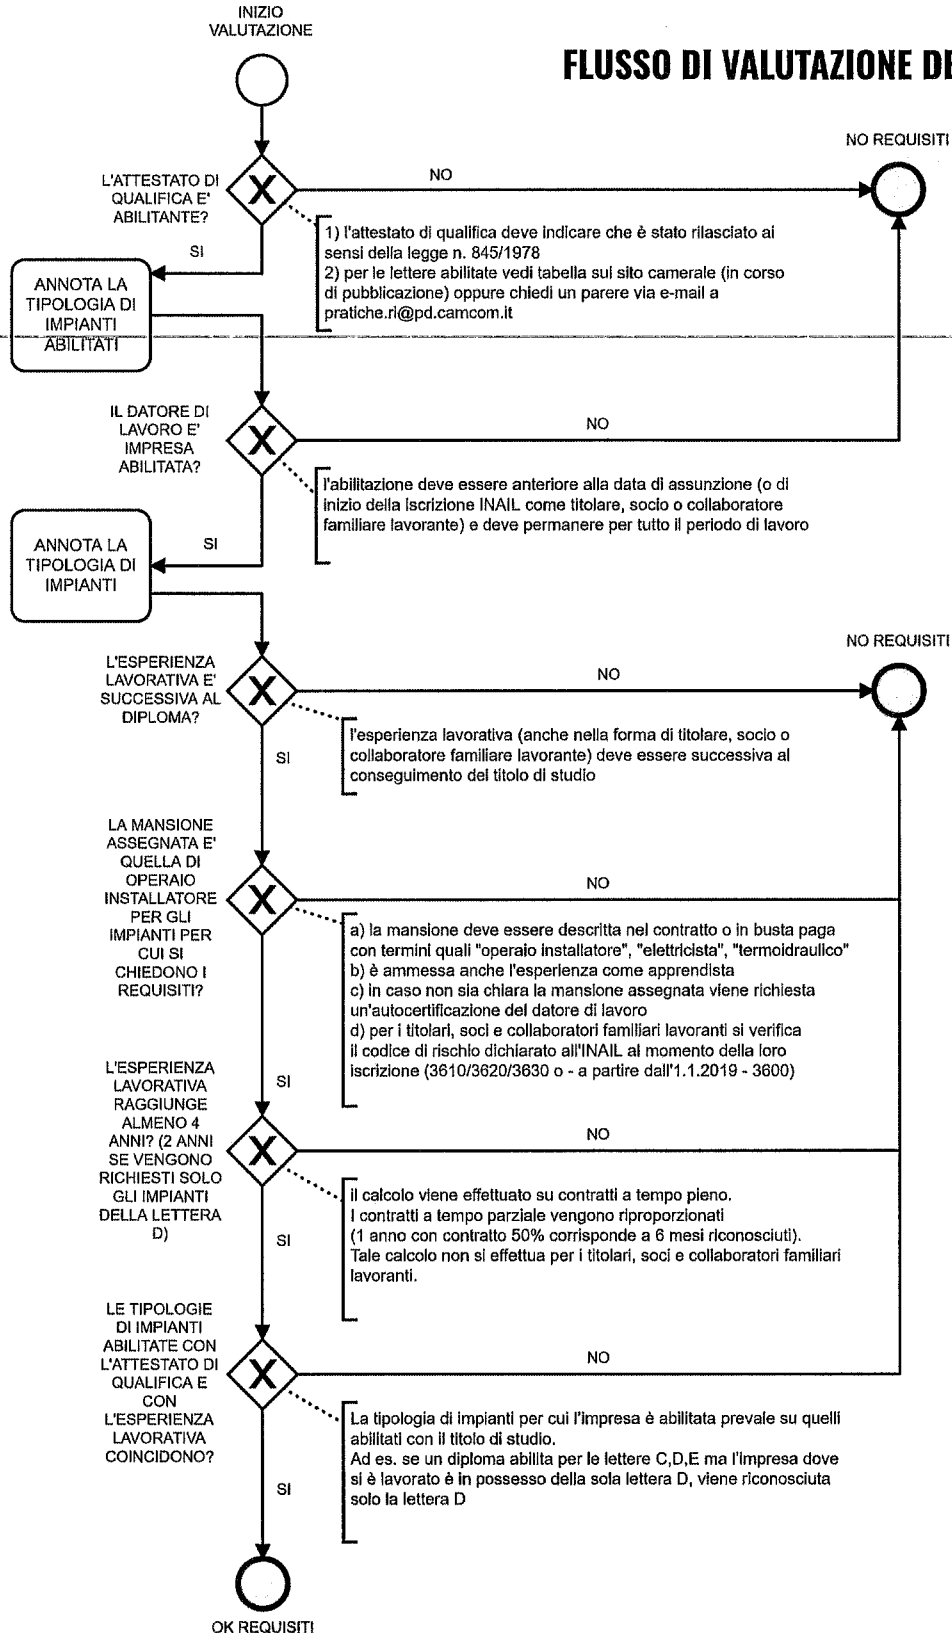 INIZIO
VALUTAZIONE
FLUSSO DI VALUTAZIONE DE
NO REQUISITI
L'ATTESTATO DI
QUALIFICA E'
ABILITANTE?
X
NO
1) l'attestato di qualifica deve indicare che è stato rilasciato ai
sensi della legge n. 845/1978
2) per le lettere abilitate vedi tabella sul sito camerale (in corso
di pubblicazione) oppure chiedi un parere via e-mail a
pratiche.ri@pd.camcom.it
SI
ANNOTA LA
TIPOLOGIA DI
IMPIANTI
ABILITATI
IL DATORE DI
LAVORO E'
IMPRESA
ABILITATA?
X
NO
l'abilitazione deve essere anteriore alla data di assunzione (o di
inizio della iscrizione INAIL come titolare, socio o collaboratore
familiare lavorante) e deve permanere per tutto il periodo di lavoro
SI
ANNOTA LA
TIPOLOGIA DI
IMPIANTI
NO REQUISITI
L'ESPERIENZA
LAVORATIVA E'
SUCCESSIVA AL
DIPLOMA?
X
NO
l'esperienza lavorativa (anche nella forma di titolare, socio o
collaboratore familiare lavorante) deve essere successiva al
conseguimento del titolo di studio
SI
LA MANSIONE
ASSEGNATA E'
QUELLA DI
OPERAIO
INSTALLATORE
PER GLI
IMPIANTI PER
CUI SI
CHIEDONO I
REQUISITI?
X
NO
a) la mansione deve essere descritta nel contratto o in busta paga
con termini quali "operaio installatore", "elettricista", "termoidraulico"
b) è ammessa anche l'esperienza come apprendista
c) in caso non sia chiara la mansione assegnata viene richiesta
un'autocertificazione del datore di lavoro
d) per i titolari, soci e collaboratori familiari lavoranti si verifica
il codice di rischio dichiarato all'INAIL al momento della loro
iscrizione (3610/3620/3630 o - a partire dall'1.1.2019 - 3600)
SI
L'ESPERIENZA
LAVORATIVA
RAGGIUNGE
ALMENO 4
ANNI? (2 ANNI
SE VENGONO
RICHIESTI SOLO
GLI IMPIANTI
DELLA LETTERA
D)
X
NO
il calcolo viene effettuato su contratti a tempo pieno.
I contratti a tempo parziale vengono riproporzionati
(1 anno con contratto 50% corrisponde a 6 mesi riconosciuti).
Tale calcolo non si effettua per i titolari, soci e collaboratori familiari
lavoranti.
SI
LE TIPOLOGIE
DI IMPIANTI
ABILITATE CON
L'ATTESTATO DI
QUALIFICA E
CON
L'ESPERIENZA
LAVORATIVA
COINCIDONO?
X
NO
La tipologia di impianti per cui l'impresa è abilitata prevale su quelli
abilitati con il titolo di studio.
Ad es. se un diploma abilita per le lettere C,D,E ma l'impresa dove
si è lavorato è in possesso della sola lettera D, viene riconosciuta
solo la lettera D
SI
OK REQUISITI